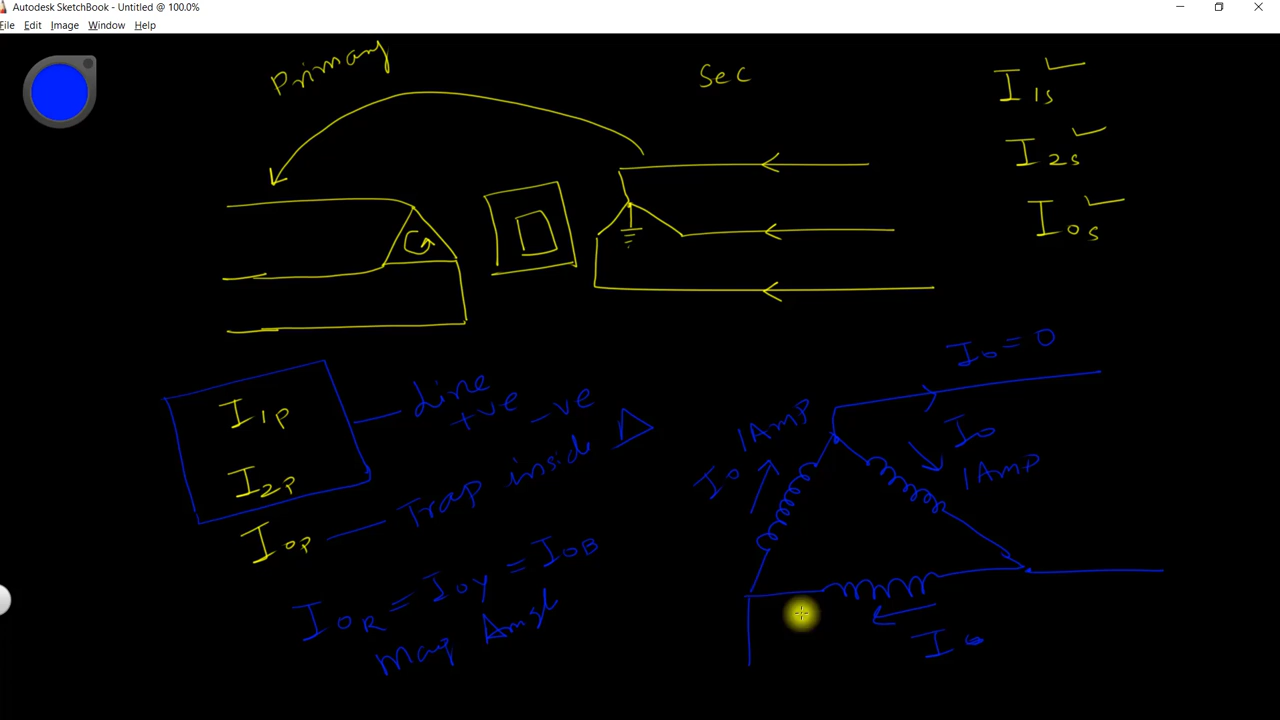 Autodesk SketchBook - Untitled @ 100.0%
File Edit Image Window Help
Primary
Sec
I1s
I2s
I0s
I1P
I2P
I0P
Line
+ve -ve
Trap inside
I0R = I0Y = I0B
Mag Angle
I0 = 0
I0
1Amp
I0
1Amp
I0